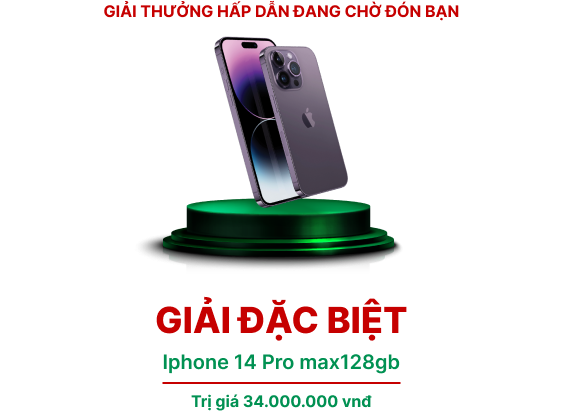 GIẢI THƯỞNG HẤP DẪN ĐANG CHỜ ĐÓN BẠN
GIẢI ĐẶC BIỆT
Iphone 14 Pro max128gb
Trị giá 34.000.000 vnđ